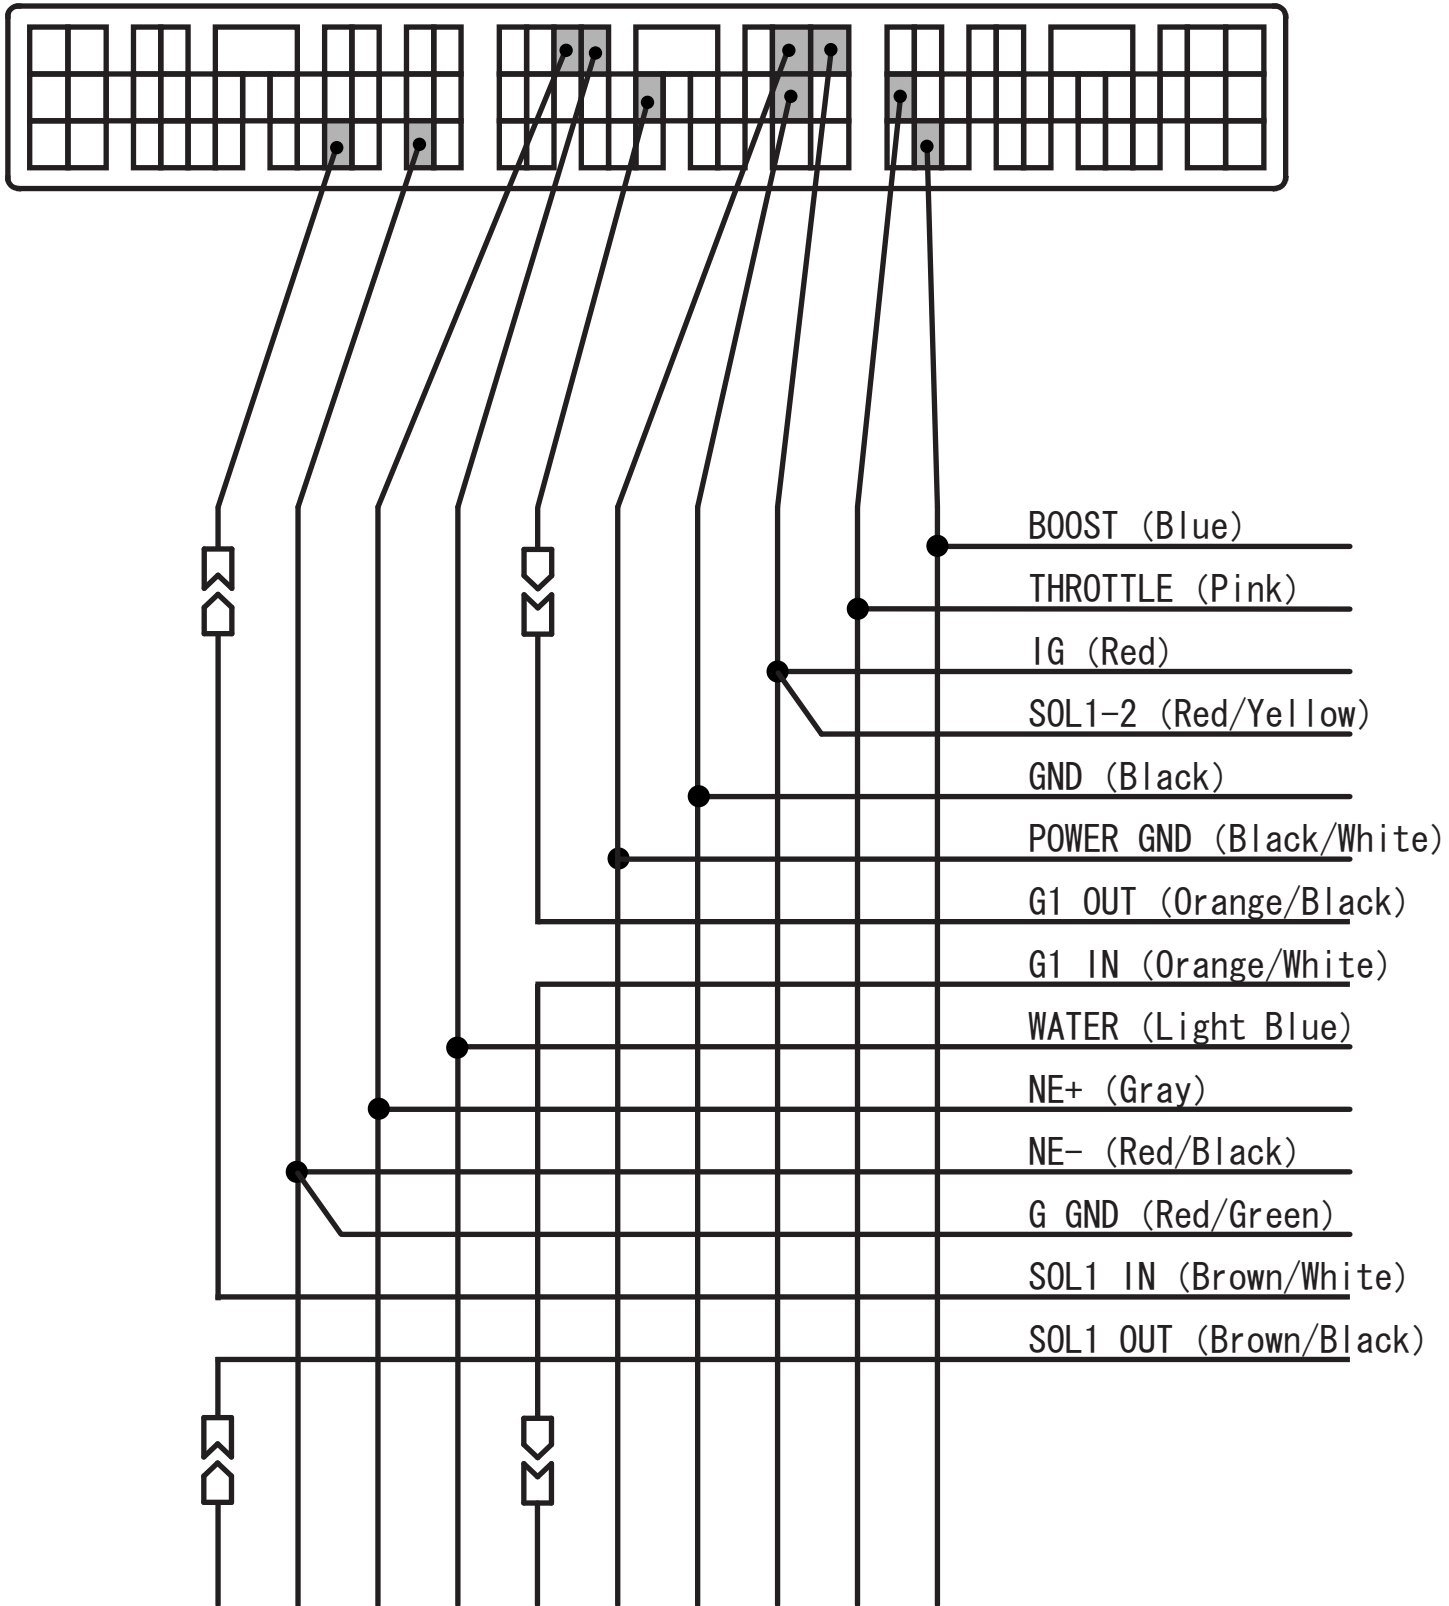 BOOST (Blue)
THROTTLE (Pink)
IG (Red)
SOL1-2 (Red/Yellow)
GND (Black)
POWER GND (Black/White)
G1 OUT (Orange/Black)
G1 IN (Orange/White)
WATER (Light Blue)
NE+ (Gray)
NE- (Red/Black)
G GND (Red/Green)
SOL1 IN (Brown/White)
SOL1 OUT (Brown/Black)